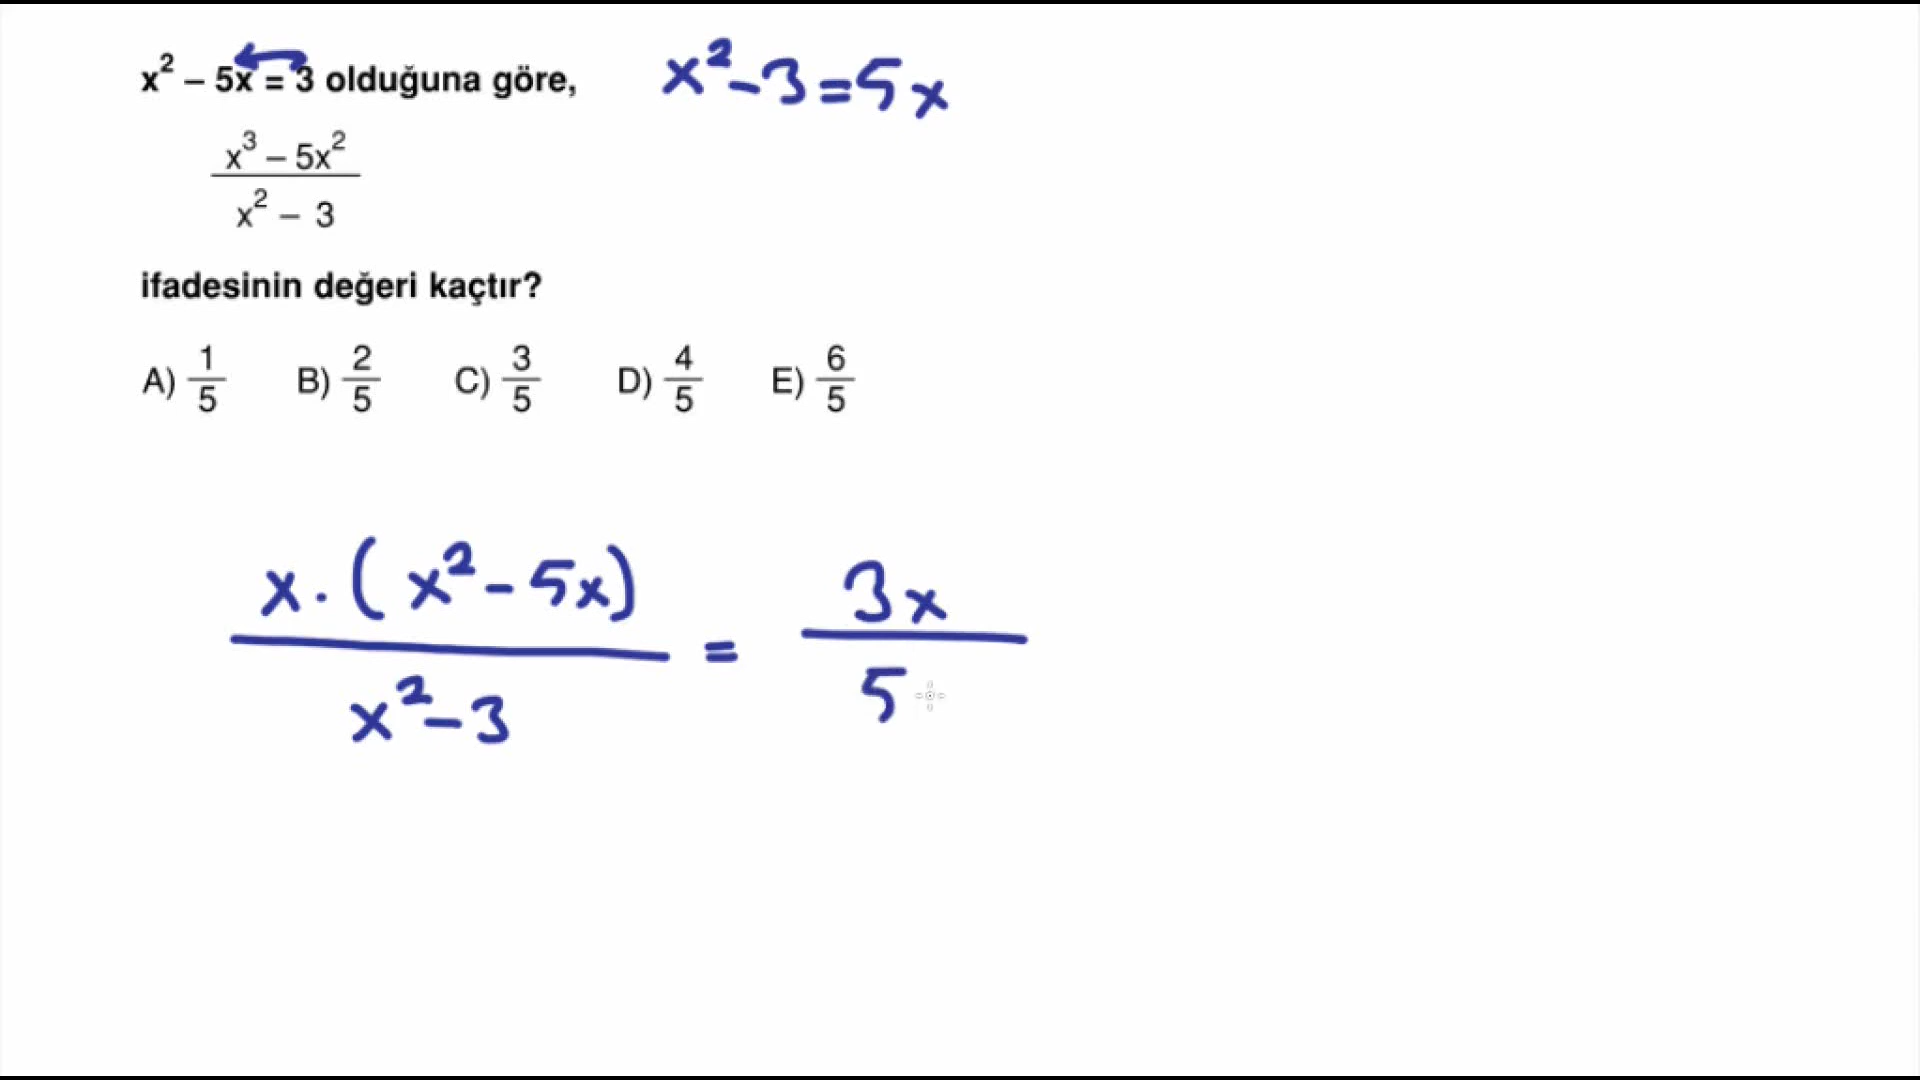 x² – 5x = 3 olduğuna göre,
x² - 3 = 5x
x³ – 5x²
x² – 3
ifadesinin değeri kaçtır?
A) 1/5 B) 2/5 C) 3/5 D) 4/5 E) 6/5
x . ( x² - 5x) = 3x
x² - 3 5